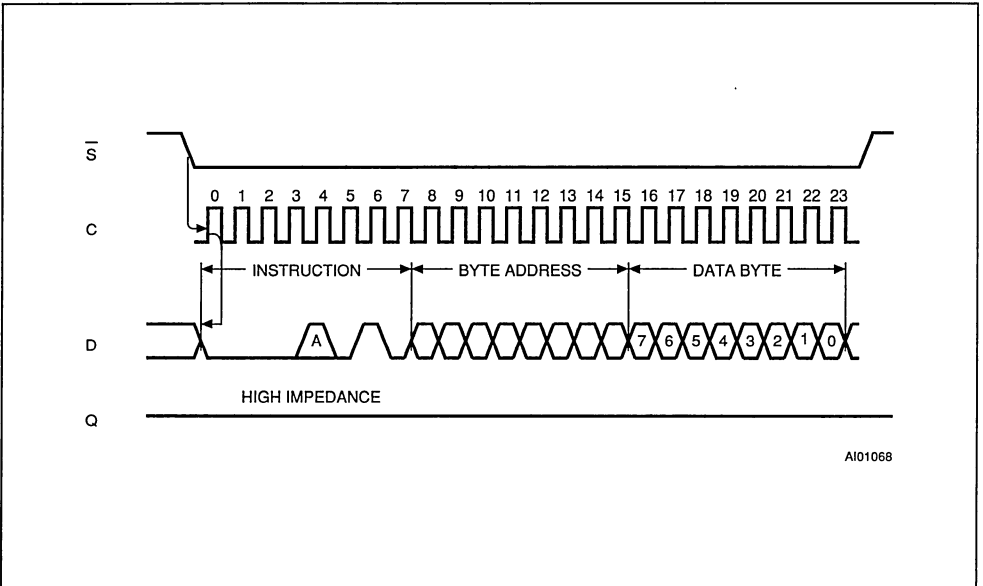 S̅
0 1 2 3 4 5 6 7 8 9 10 11 12 13 14 15 16 17 18 19 20 21 22 23
C
INSTRUCTION BYTE ADDRESS DATA BYTE
D A 7 6 5 4 3 2 1 0
HIGH IMPEDANCE
Q
AI01068